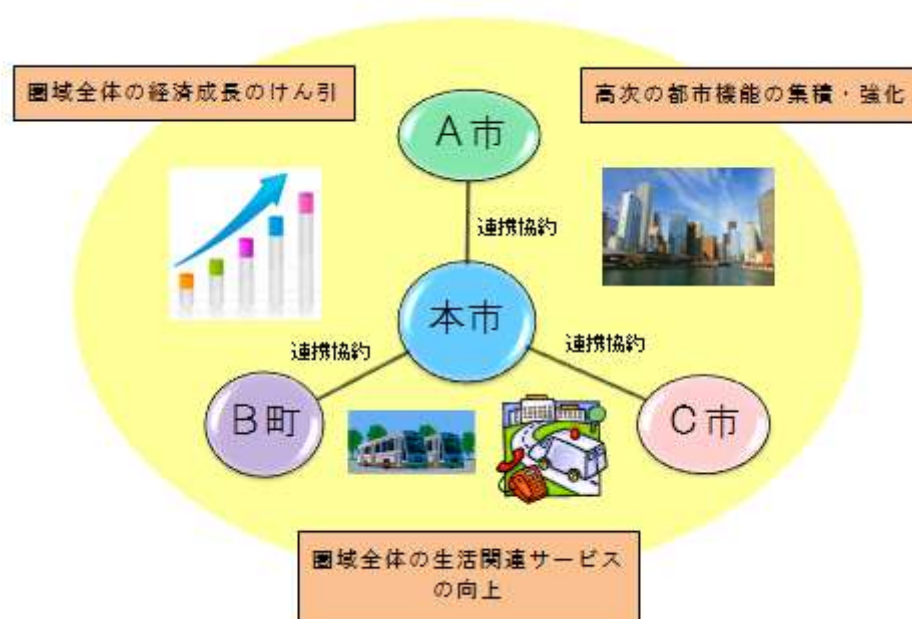 圏域全体の経済成長のけん引
高次の都市機能の集積・強化
A市
連携協約
本市
連携協約
連携協約
B町
C市
圏域全体の生活関連サービス
の向上